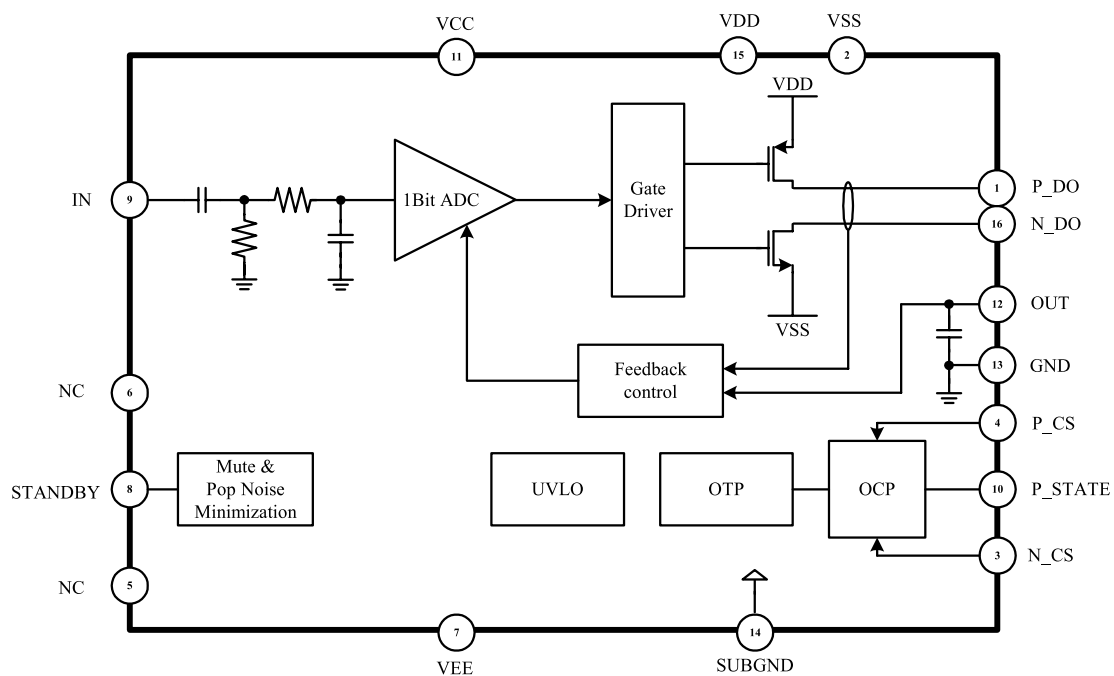 VCC
VDD
VSS
11
15
2
VDD
IN
9
1Bit ADC
Gate
Driver
1
P_DO
16
N_DO
VSS
12
OUT
Feedback
control
13
GND
NC
6
4
P_CS
STANDBY
8
Mute &
Pop Noise
Minimization
UVLO
OTP
OCP
10
P_STATE
3
N_CS
NC
5
7
14
VEE
SUBGND